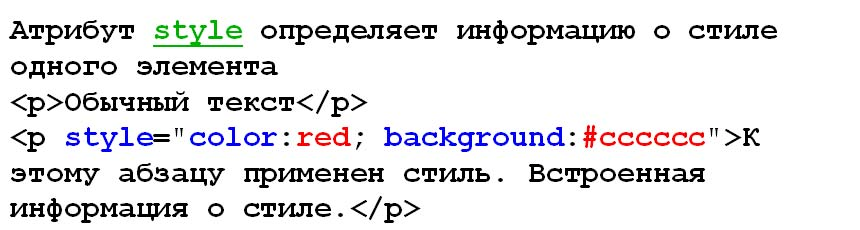 Атрибут style определяет информацию о стиле
одного элемента
<p>Обычный текст</p>
<p style="color:red; background:#cccccc">К
этому абзацу применен стиль. Встроенная
информация о стиле.</p>